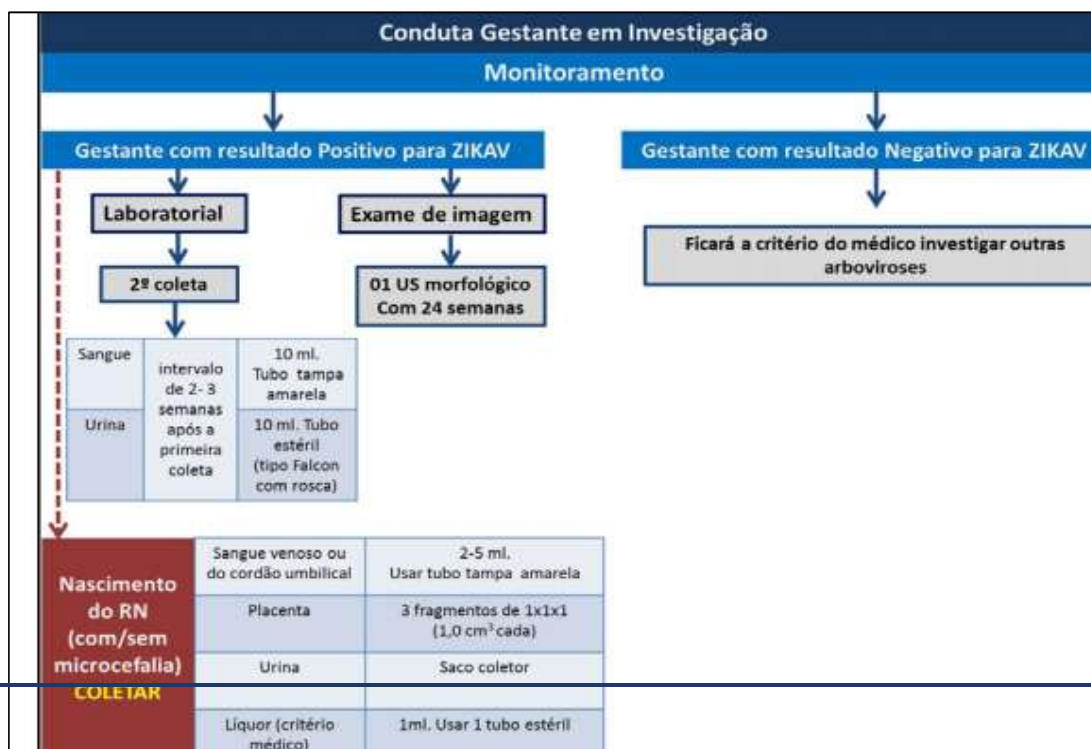 Conduta Gestante em Investigação
Monitoramento
Gestante com resultado Positivo para ZIKAV
Gestante com resultado Negativo para ZIKAV
Laboratorial
Exame de imagem
Ficará a critério do médico investigar outras
arboviroses
2ª coleta
01 US morfológico
Com 24 semanas
Sangue
intervalo
de 2- 3
semanas
após a
primeira
coleta
10 ml.
Tubo tampa
amarela
Urina
10 ml. Tubo
estéril
(tipo Falcon
com rosca)
Nascimento
do RN
(com/sem
microcefalia)
COLETAR
Sangue venoso ou
do cordão umbilical
2-5 ml.
Usar tubo tampa amarela
Placenta
3 fragmentos de 1x1x1
(1,0 cm³ cada)
Urina
Saco coletor
Líquor (critério
médico)
1ml. Usar 1 tubo estéril